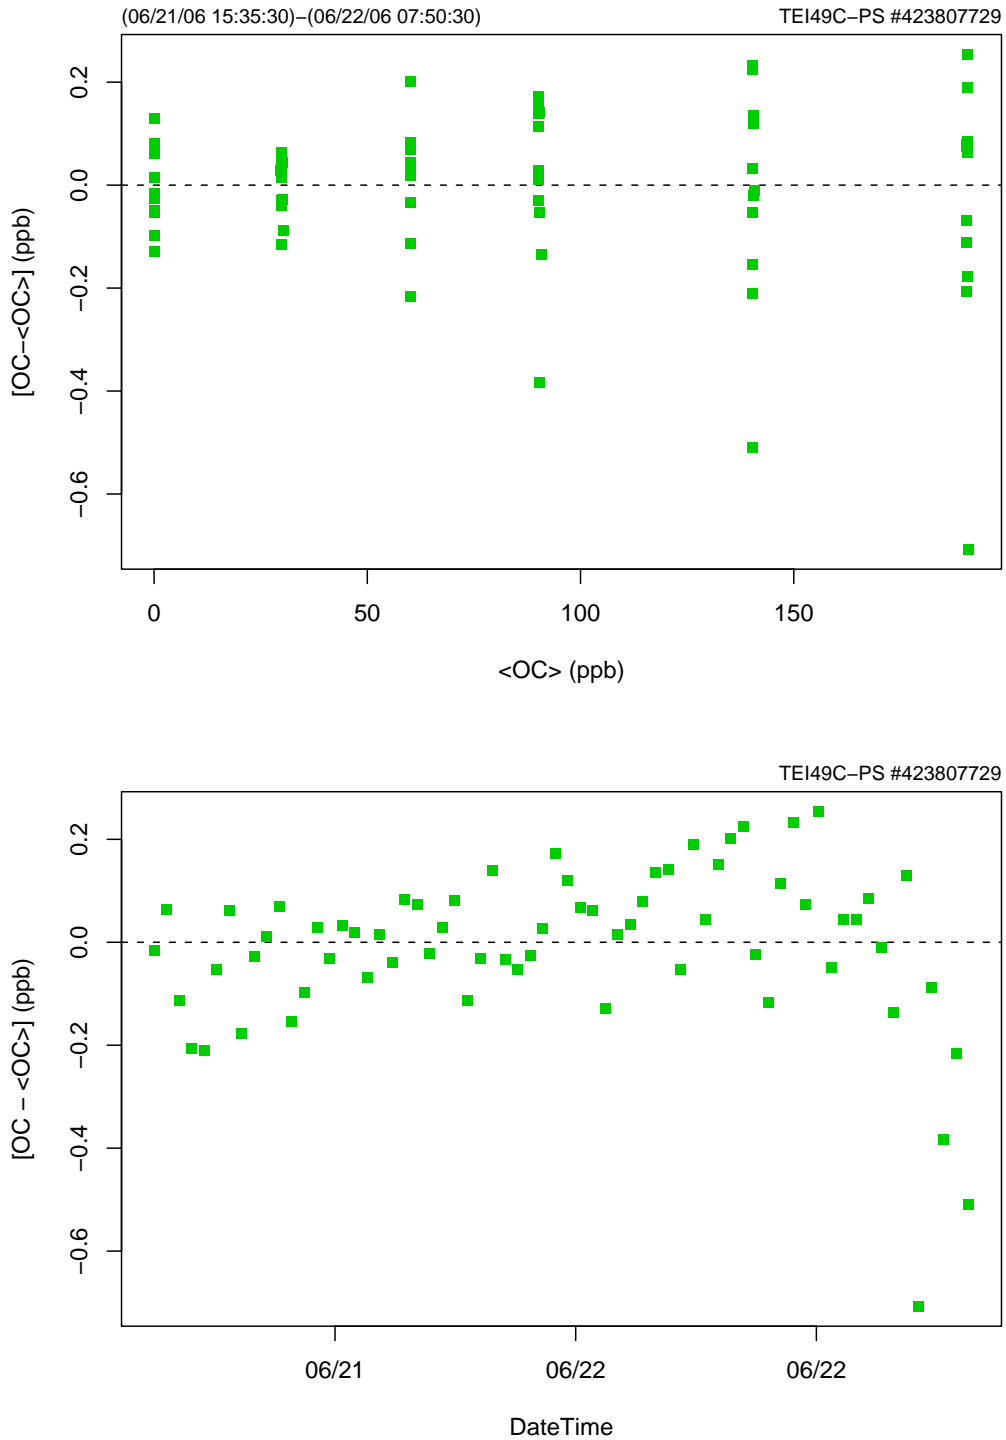 (06/21/06 15:35:30)−(06/22/06 07:50:30) TEI49C−PS #423807729
0.2
0.0
−0.2
−0.4
−0.6
[OC−<OC>] (ppb)
0 50 100 150
<OC> (ppb)
TEI49C−PS #423807729
0.2
0.0
−0.2
−0.4
−0.6
[OC − <OC>] (ppb)
06/21 06/22 06/22
DateTime